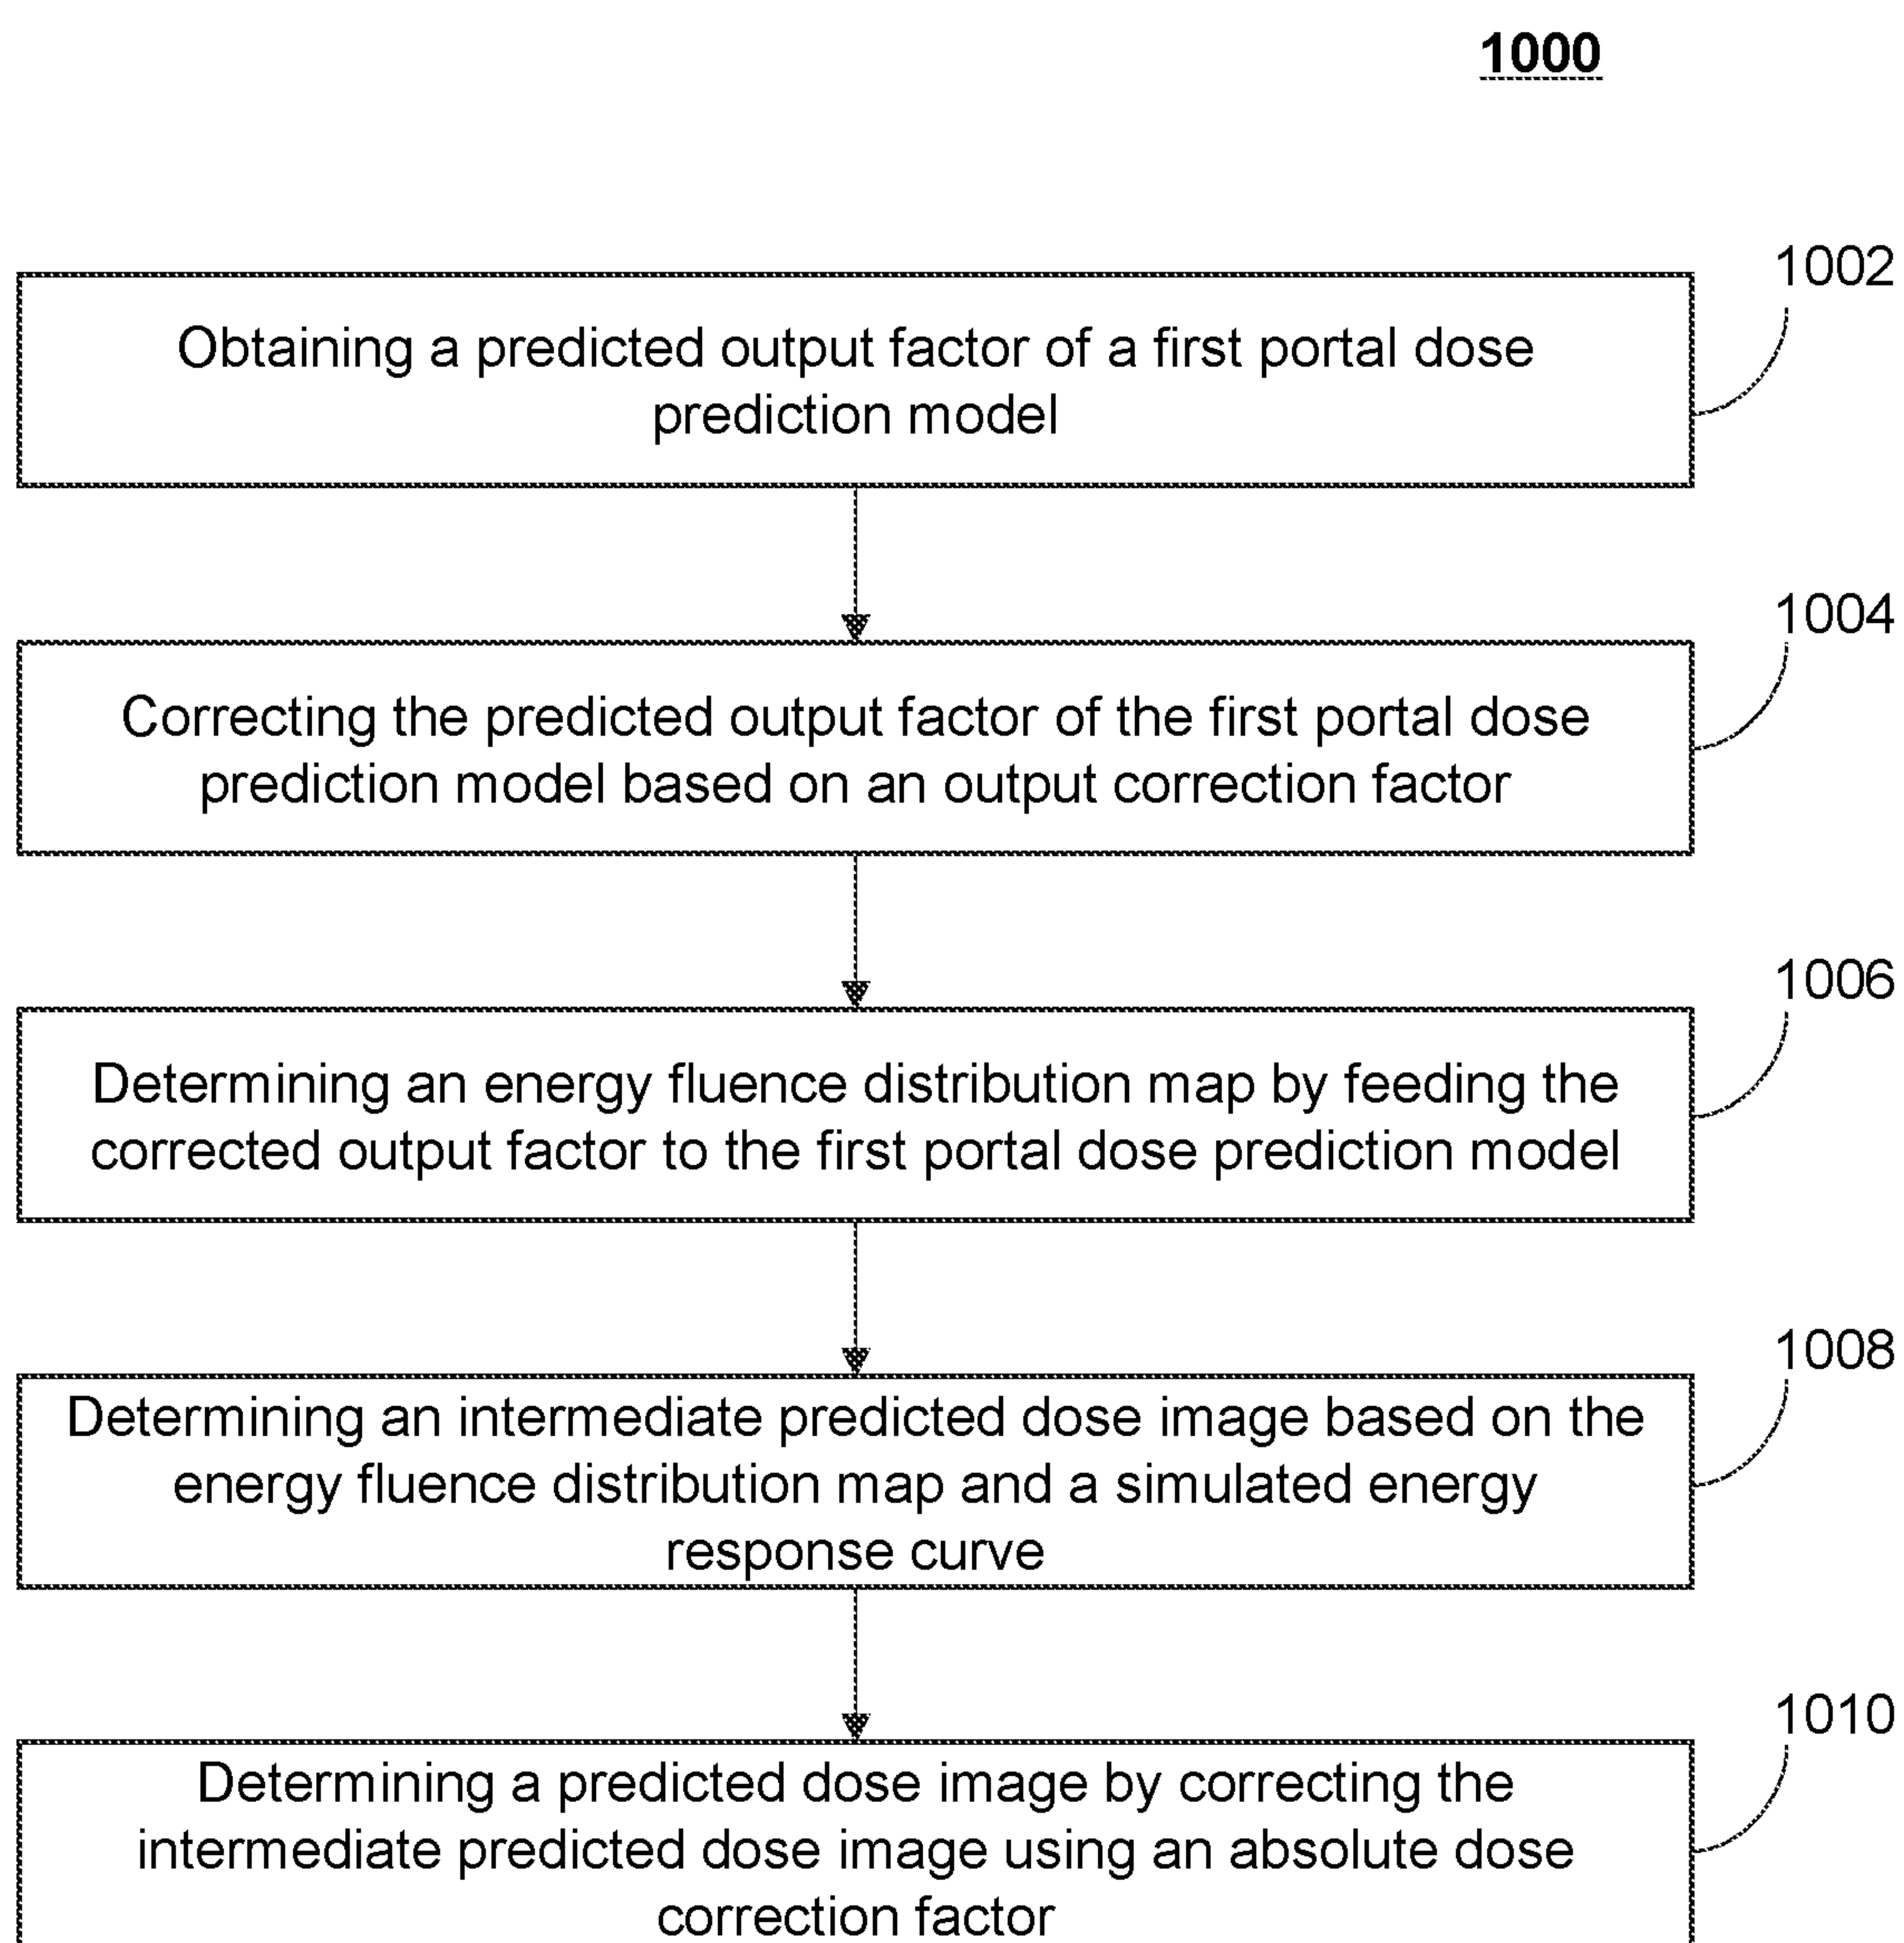 1000
1002
Obtaining a predicted output factor of a first portal dose
prediction model
1004
Correcting the predicted output factor of the first portal dose
prediction model based on an output correction factor
1006
Determining an energy fluence distribution map by feeding the
corrected output factor to the first portal dose prediction model
1008
Determining an intermediate predicted dose image based on the
energy fluence distribution map and a simulated energy
response curve
1010
Determining a predicted dose image by correcting the
intermediate predicted dose image using an absolute dose
correction factor